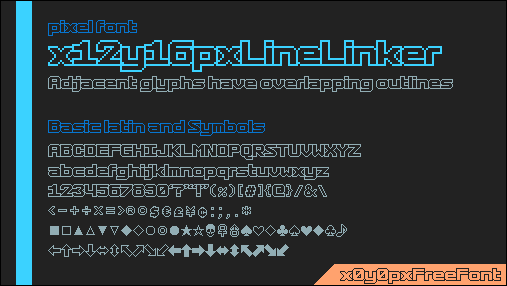 pixel font
x12y16pxLineLinker
Adjacent glyphs have overlapping outlines
Basic latin and Symbols
ABCDEFGHIJKLMNOPQRSTUVWXYZ
abcdefghijklmnopqrstuvwxyz
1234567890'?"“!”(%)[#]{@}/&\
<-+÷×=>®©$€£¥¢:;,.*
■□▲△▼▽◆◇○◎●★☆💀♀♠♡◇♣♤♥♦♧♪
←↑→↓⇔⇕↖↗↘↙←↑→↓⇔⇕↖↗↘↙
x0y0pxFreeFont